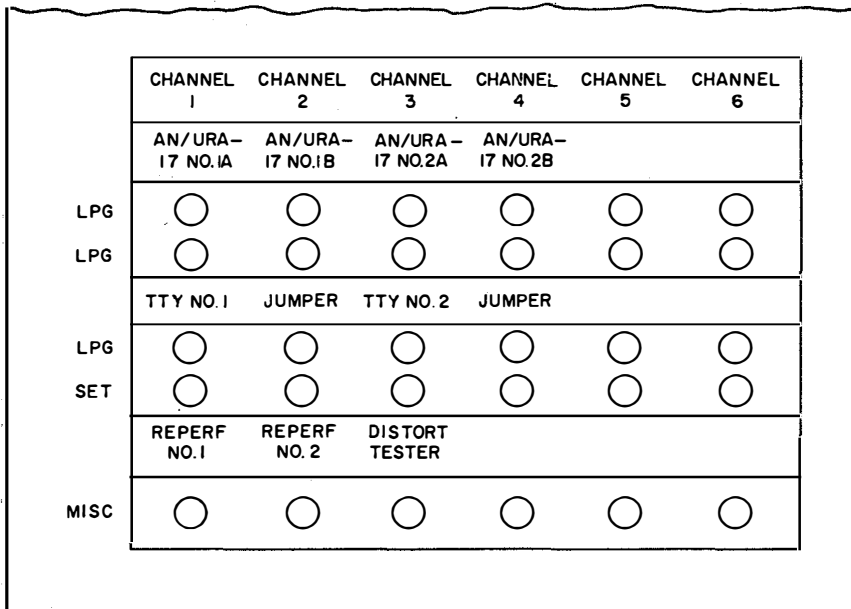 CHANNEL CHANNEL CHANNEL CHANNEL CHANNEL CHANNEL
1 2 3 4 5 6
AN/URA– AN/URA– AN/URA– AN/URA–
17 NO.1A 17 NO.1B 17 NO.2A 17 NO.2B
LPG
LPG
TTY NO.1 JUMPER TTY NO.2 JUMPER
LPG
SET
REPERF REPERF DISTORT
NO.1 NO.2 TESTER
MISC